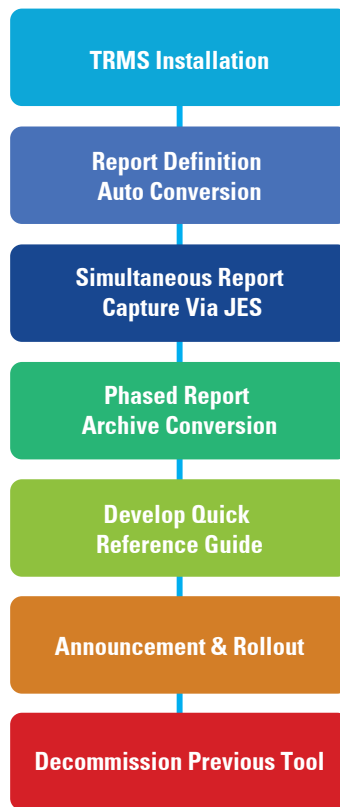 TRMS Installation
Report Definition
Auto Conversion
Simultaneous Report
Capture Via JES
Phased Report
Archive Conversion
Develop Quick
Reference Guide
Announcement & Rollout
Decommission Previous Tool